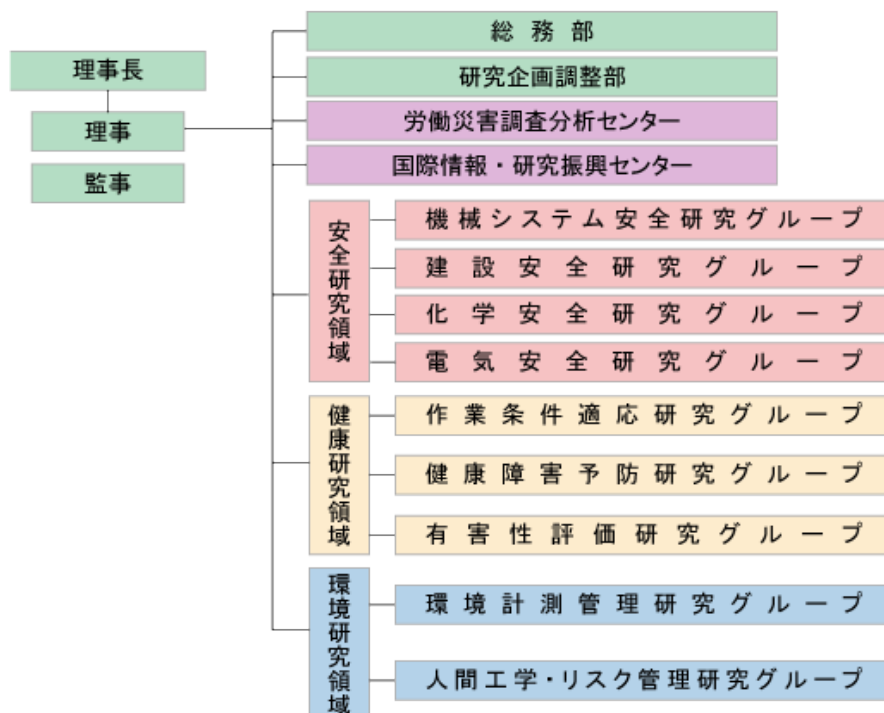 理事長
理事
監事
総務部
研究企画調整部
労働災害調査分析センター
国際情報・研究振興センター
安全研究領域
機械システム安全研究グループ
建設安全研究グループ
化学安全研究グループ
電気安全研究グループ
健康研究領域
作業条件適応研究グループ
健康障害予防研究グループ
有害性評価研究グループ
環境研究領域
環境計測管理研究グループ
人間工学・リスク管理研究グループ